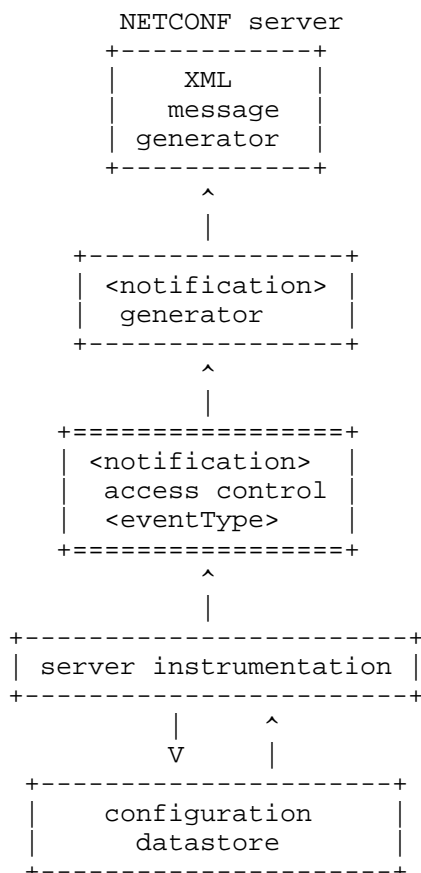 NETCONF server
XML
message
generator
<notification>
generator
<notification>
access control
<eventType>
server instrumentation
configuration
datastore